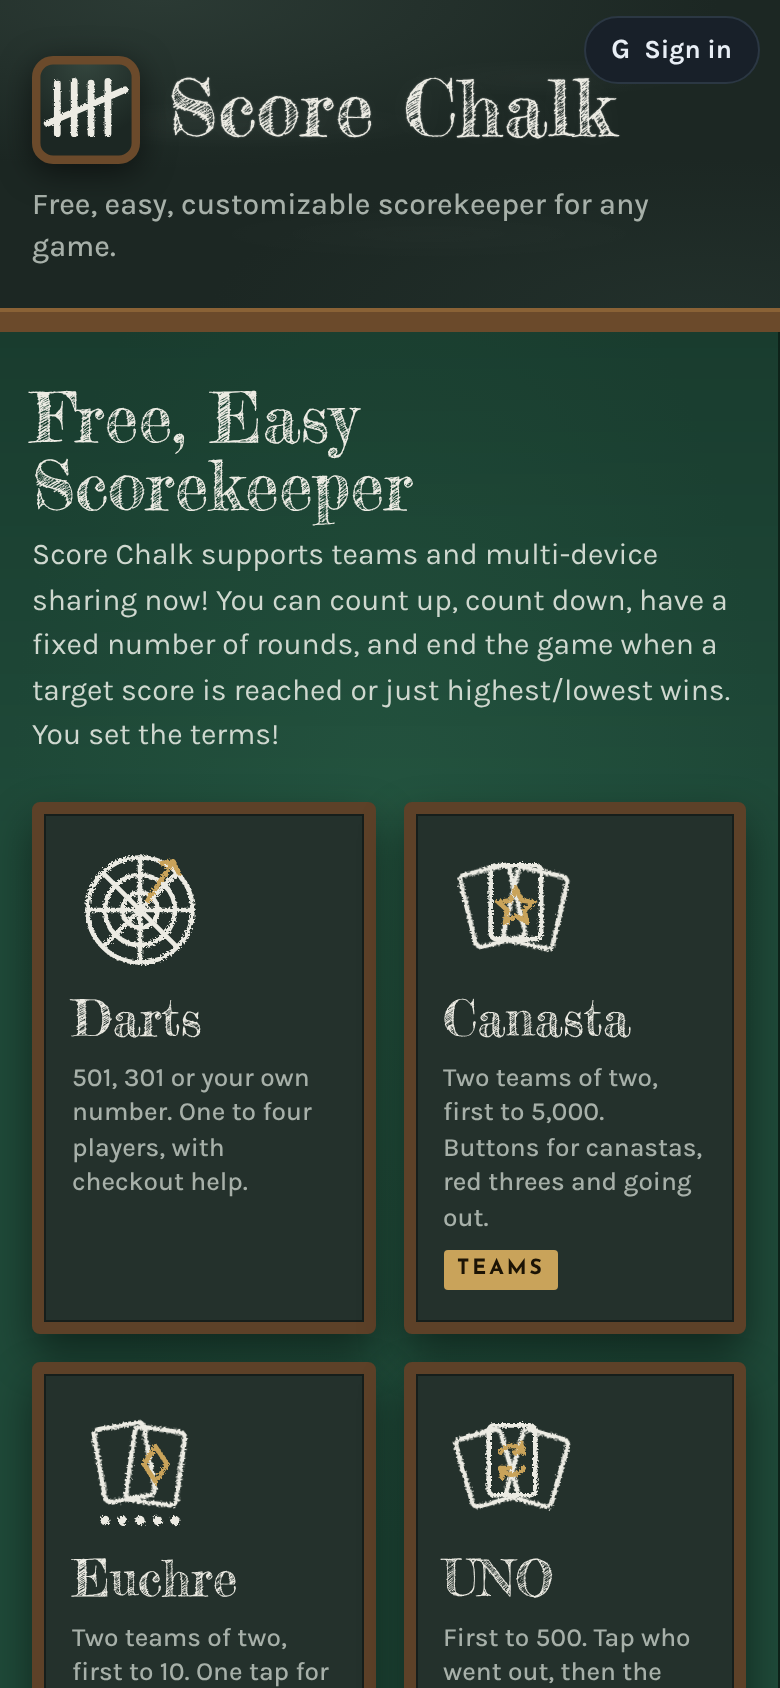 G Sign in
Score Chalk
Free, easy, customizable scorekeeper for any
game.
Free, Easy
Scorekeeper
Score Chalk supports teams and multi-device
sharing now! You can count up, count down, have a
fixed number of rounds, and end the game when a
target score is reached or just highest/lowest wins.
You set the terms!
Darts
501, 301 or your own
number. One to four
players, with
checkout help.
Canasta
Two teams of two,
first to 5,000.
Buttons for canastas,
red threes and going
out.
TEAMS
Euchre
Two teams of two,
first to 10. One tap for
UNO
First to 500. Tap who
went out, then the